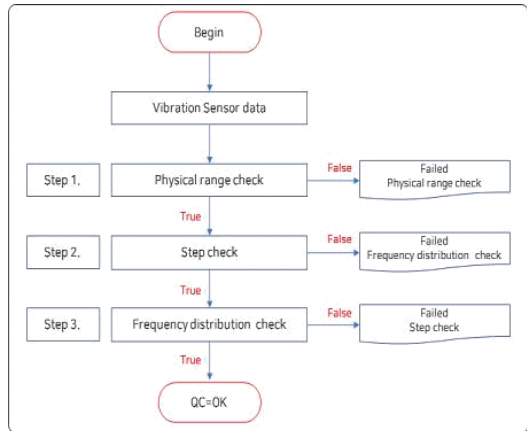 Begin
Vibration Sensor data
Step 1.
Physical range check
False
Failed
Physical range check
True
Step 2.
Step check
False
Failed
Frequency distribution check
True
Step 3.
Frequency distribution check
False
Failed
Step check
True
QC=OK